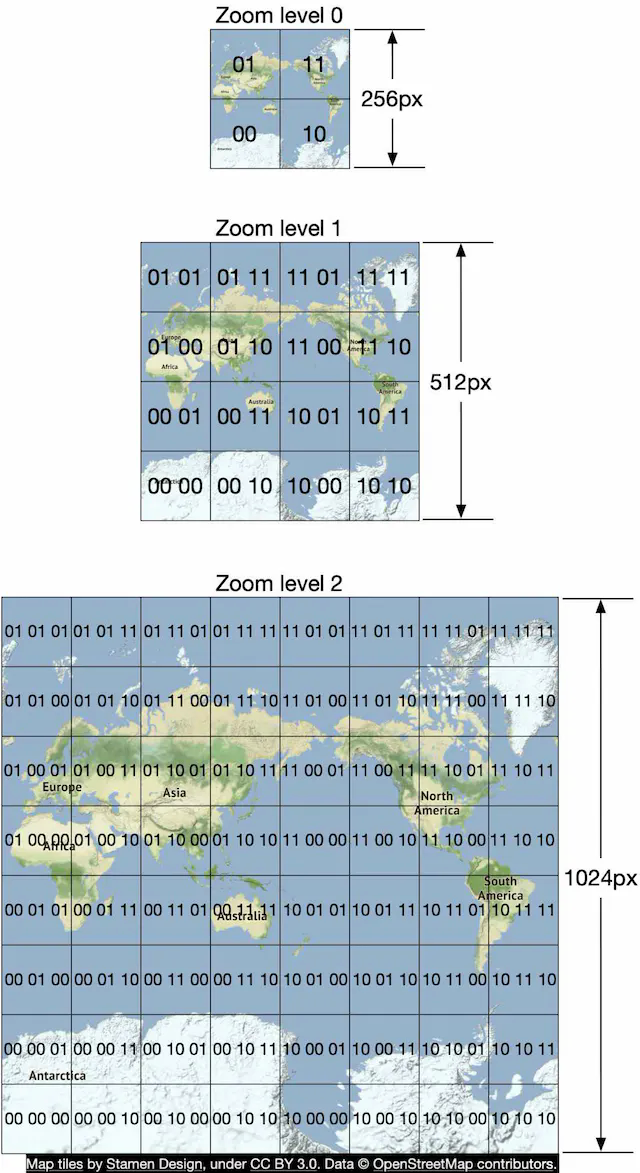 Zoom level 0
01 11
256px
00 10
Zoom level 1
01 01 01 11 11 01 11 11
Europe
01 00 01 10 11 00 11 10
North
America
Africa
512px
South
America
Australia
00 01 00 11 10 01 10 11
00 00 00 10 10 00 10 10
Zoom level 2
01 01 01 01 01 11 01 11 01 01 11 11 11 01 01 11 01 11 11 11 01 11 11 11
01 01 00 01 01 10 01 11 00 01 11 10 11 01 00 11 01 10 11 11 00 11 11 10
01 00 01 01 00 11 01 10 01 01 10 11 11 00 01 11 00 11 11 10 01 11 10 11
Europe
Asia
North
America
01 00 00 01 00 10 01 10 00 01 10 10 11 00 00 11 00 10 11 10 00 11 10 10
Africa
1024px
South
America
00 01 01 00 01 11 00 11 01 00 11 11 10 01 01 10 01 11 10 11 01 10 11 11
Australia
00 01 00 00 01 10 00 11 00 00 11 10 10 01 00 10 01 10 10 11 00 10 11 10
00 00 01 00 00 11 00 10 01 00 10 11 10 00 01 10 00 11 10 10 01 10 10 11
Antarctica
00 00 00 00 00 10 00 10 00 00 10 10 10 00 00 10 00 10 10 10 00 10 10 10
Map tiles by Stamen Design, under CC BY 3.0. Data © OpenStreetMap contributors.